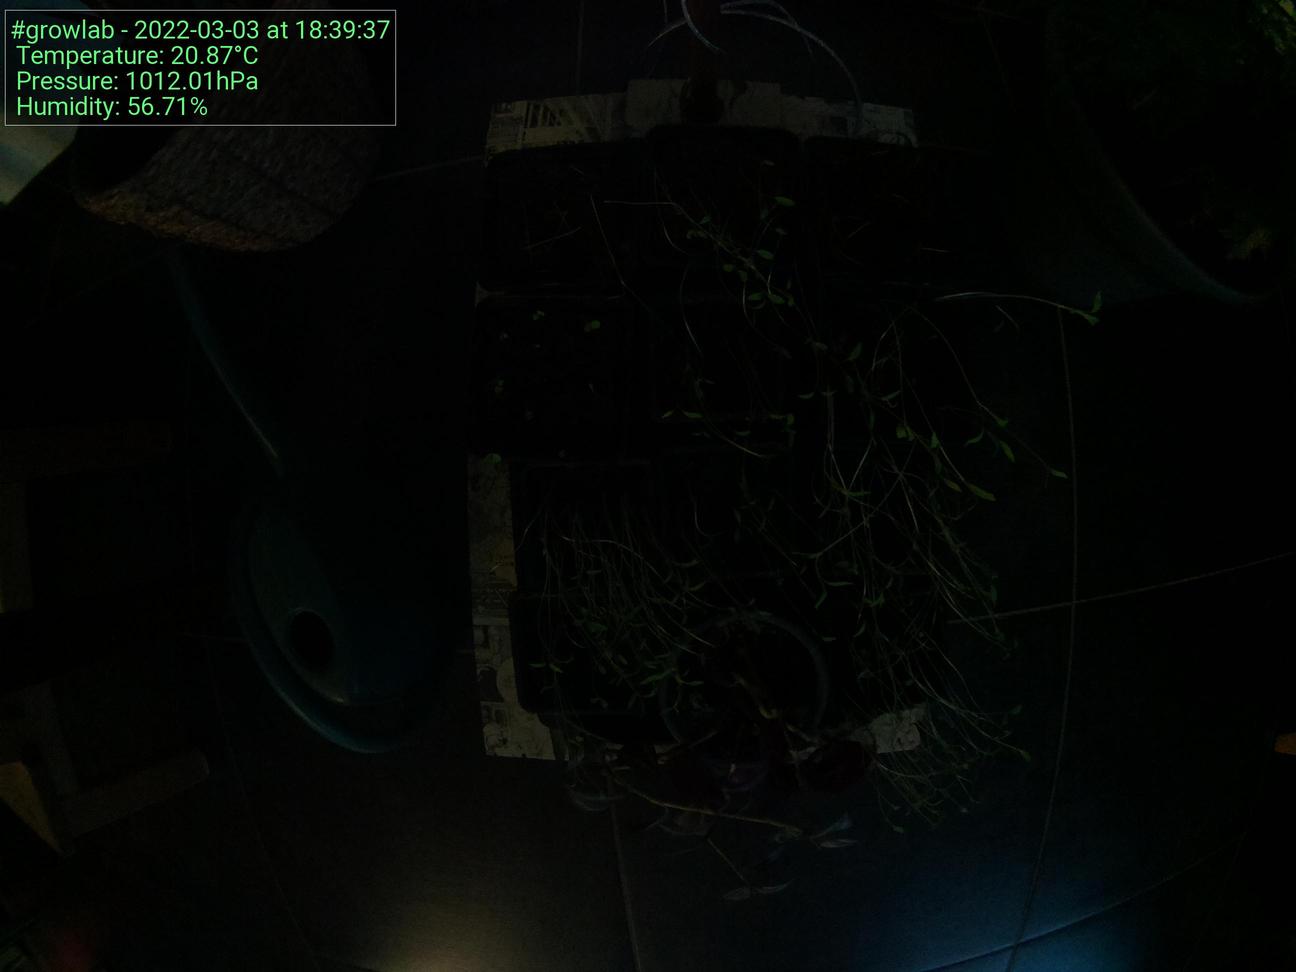 #growlab - 2022-03-03 at 18:39:37
Temperature: 20.87°C
Pressure: 1012.01hPa
Humidity: 56.71%